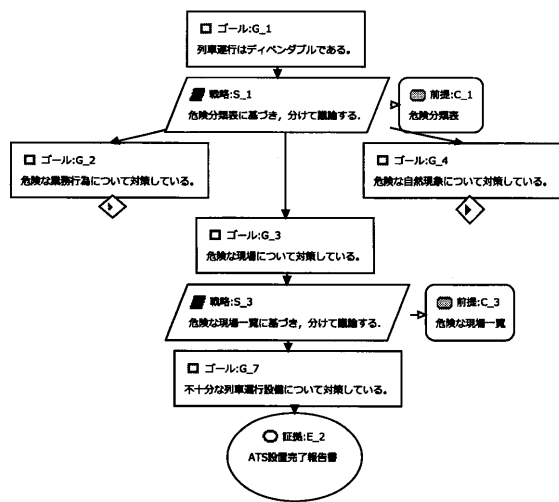 ゴール:G_1
列車運行はディペンダブルである。
戦略:S_1
危険分類表に基づき，分けて議論する．
前提:C_1
危険分類表
ゴール:G_2
危険な業務行為について対策している。
ゴール:G_4
危険な自然現象について対策している。
ゴール:G_3
危険な現場について対策している。
戦略:S_3
危険な現場一覧に基づき，分けて議論する．
前提:C_3
危険な現場一覧
ゴール:G_7
不十分な列車運行設備について対策している。
証拠:E_2
ATS設置完了報告書